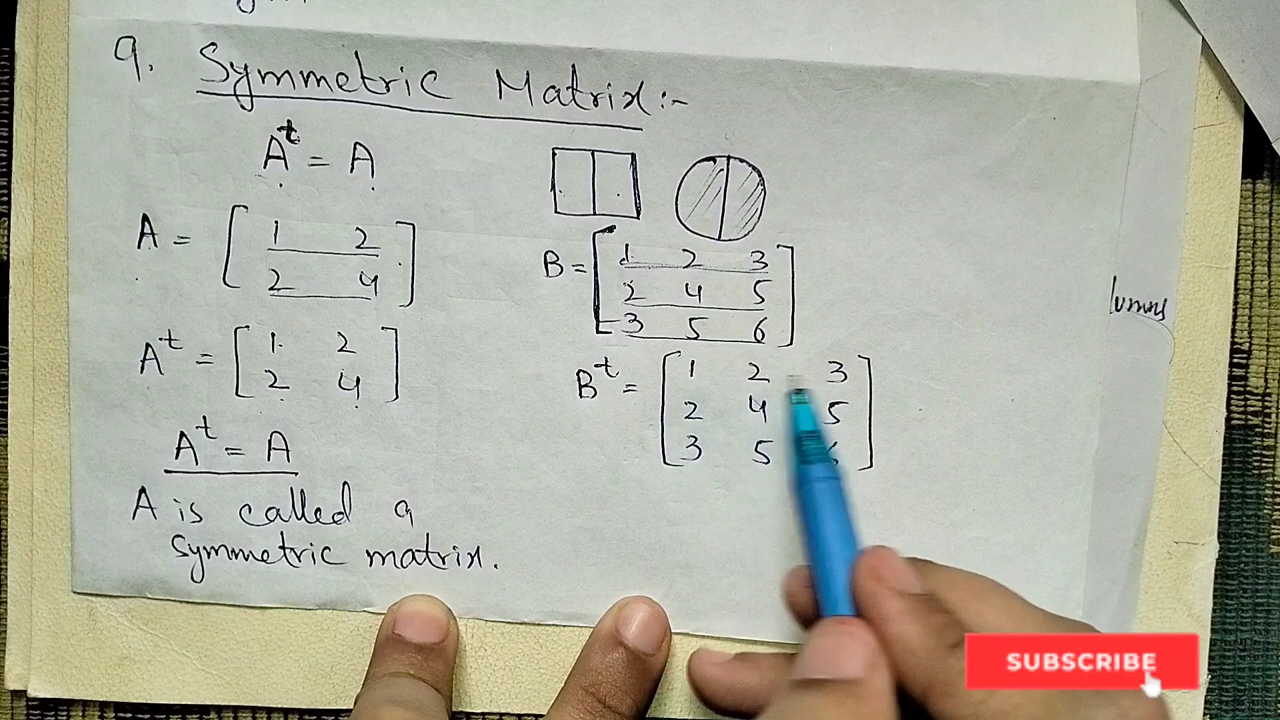 9. Symmetric Matrix:-
A^t = A
A = [ 1 2
2 4 ]
A^t = [ 1 2
2 4 ]
A^t = A
A is called a
symmetric matrix.
B = [ 1 2 3
2 4 5
3 5 6 ]
B^t = [ 1 2 3
2 4 5
3 5 ]
lumns
SUBSCRIBE